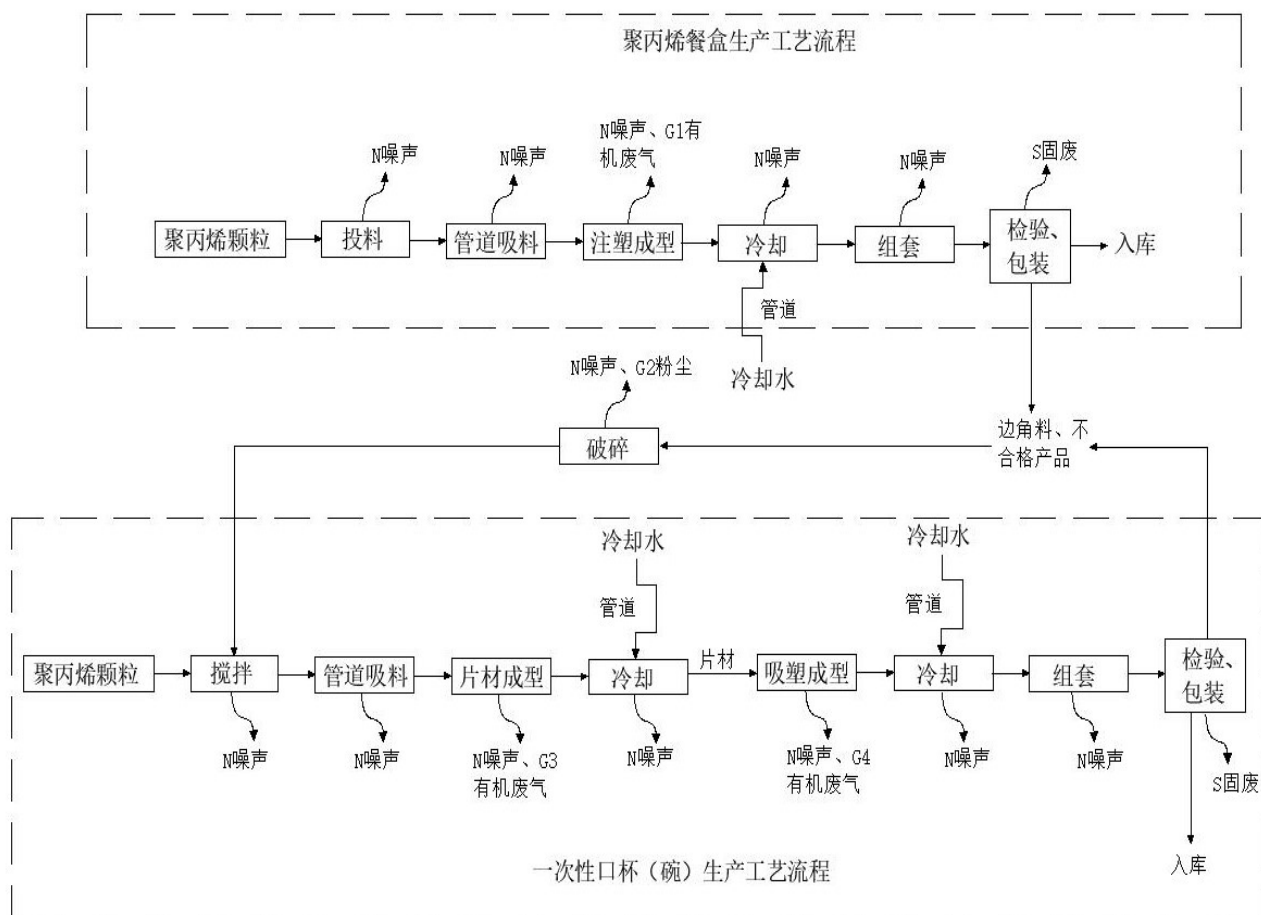 聚丙烯餐盒生产工艺流程
N噪声
N噪声
N噪声、G1有
机废气
N噪声
N噪声
S固废
聚丙烯颗粒
投料
管道吸料
注塑成型
冷却
组套
检验、
包装
入库
管道
冷却水
N噪声、G2粉尘
破碎
边角料、不
合格产品
冷却水
冷却水
管道
管道
聚丙烯颗粒
搅拌
管道吸料
片材成型
冷却
片材
吸塑成型
冷却
组套
检验、
包装
N噪声
N噪声
N噪声、G3
有机废气
N噪声
N噪声、G4
有机废气
N噪声
N噪声
S固废
入库
一次性口杯（碗）生产工艺流程